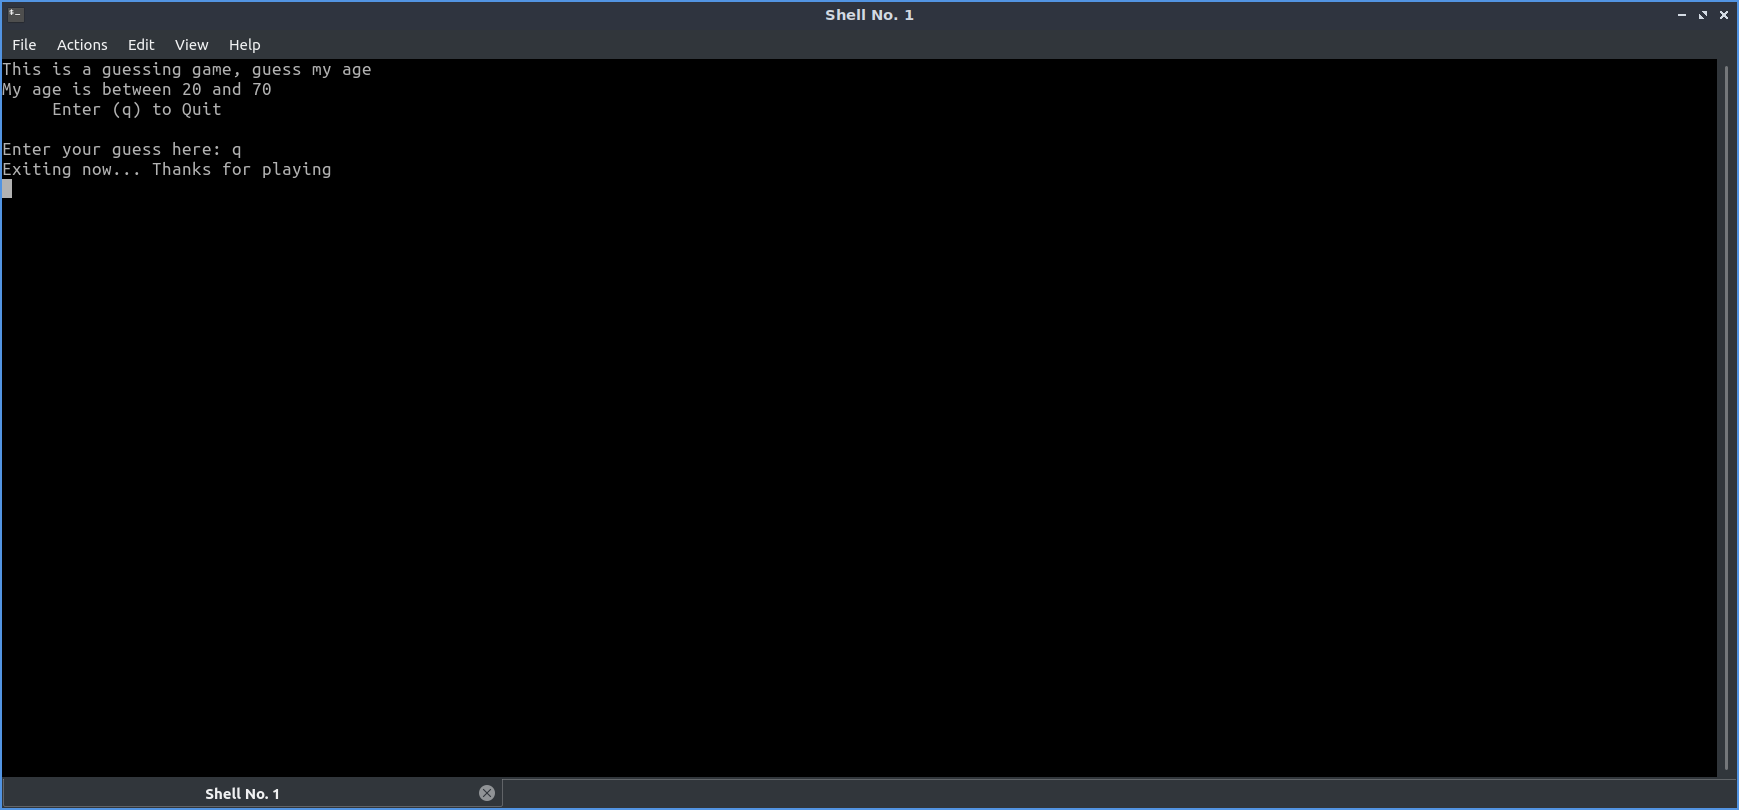 Shell No. 1
File Actions Edit View Help
This is a guessing game, guess my age
My age is between 20 and 70
Enter (q) to Quit
Enter your guess here: q
Exiting now... Thanks for playing
Shell No. 1